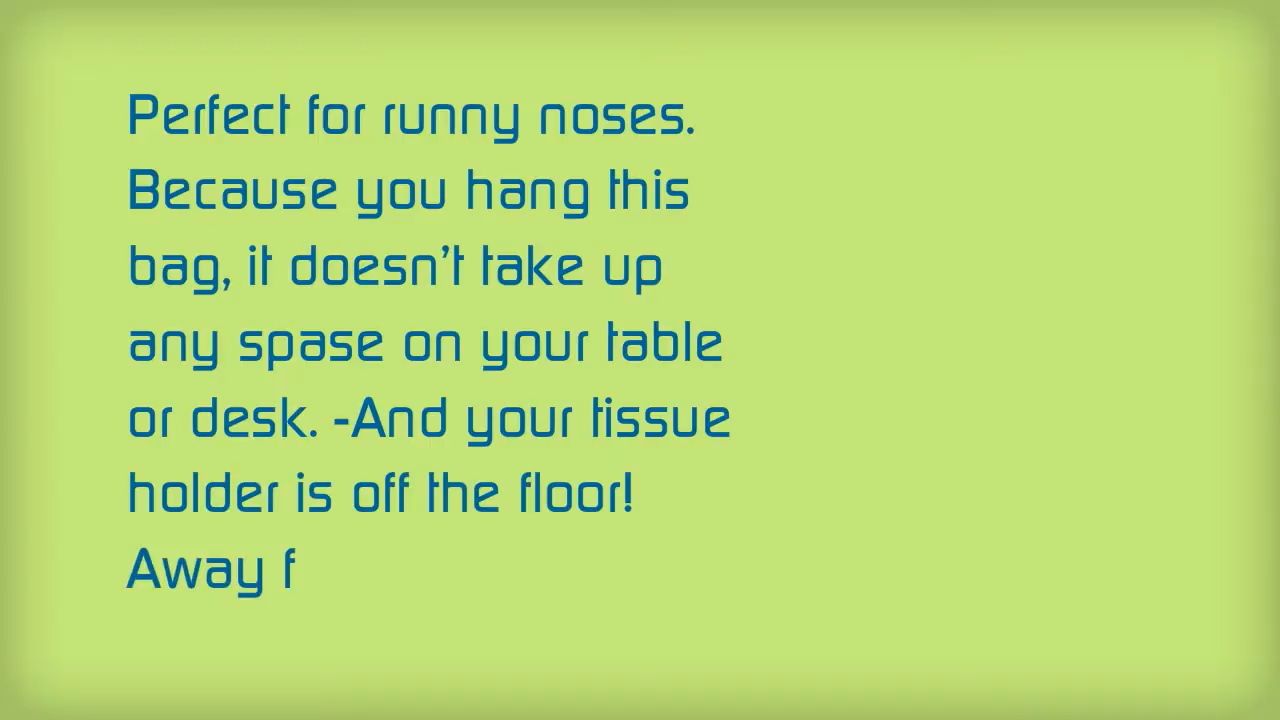 Perfect for runny noses.
Because you hang this
bag, it doesn’t take up
any spase on your table
or desk. -And your tissue
holder is off the floor!
Away f